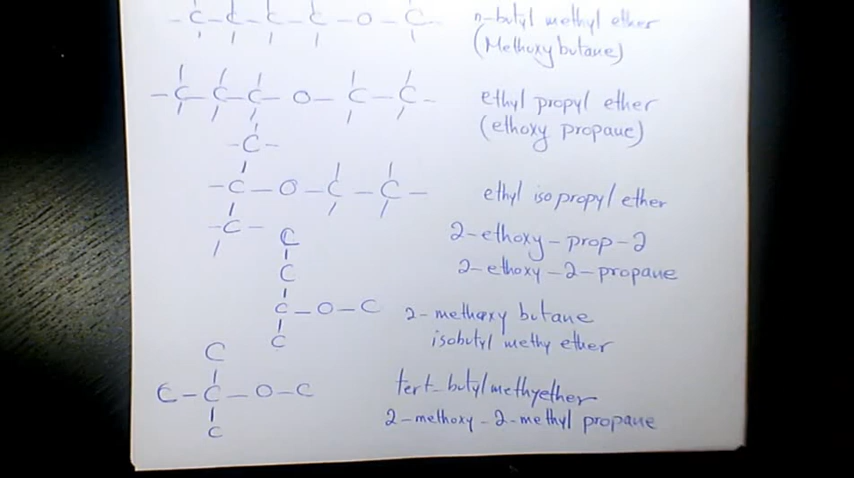 -C-C-C-C-O-C- n-butyl methyl ether
(Methoxy butane)
-C-C-C-O-C-C- ethyl propyl ether
(ethoxy propane)
-C-
-C-O-C-C- ethyl isopropyl ether
-C-
2-ethoxy-prop-2
2-ethoxy-2-propane
C
C
C-O-C 2-methoxy butane
C
isobutyl methy ether
C
C-C-O-C tert-butylmethyether
C
2-methoxy-2-methyl propane